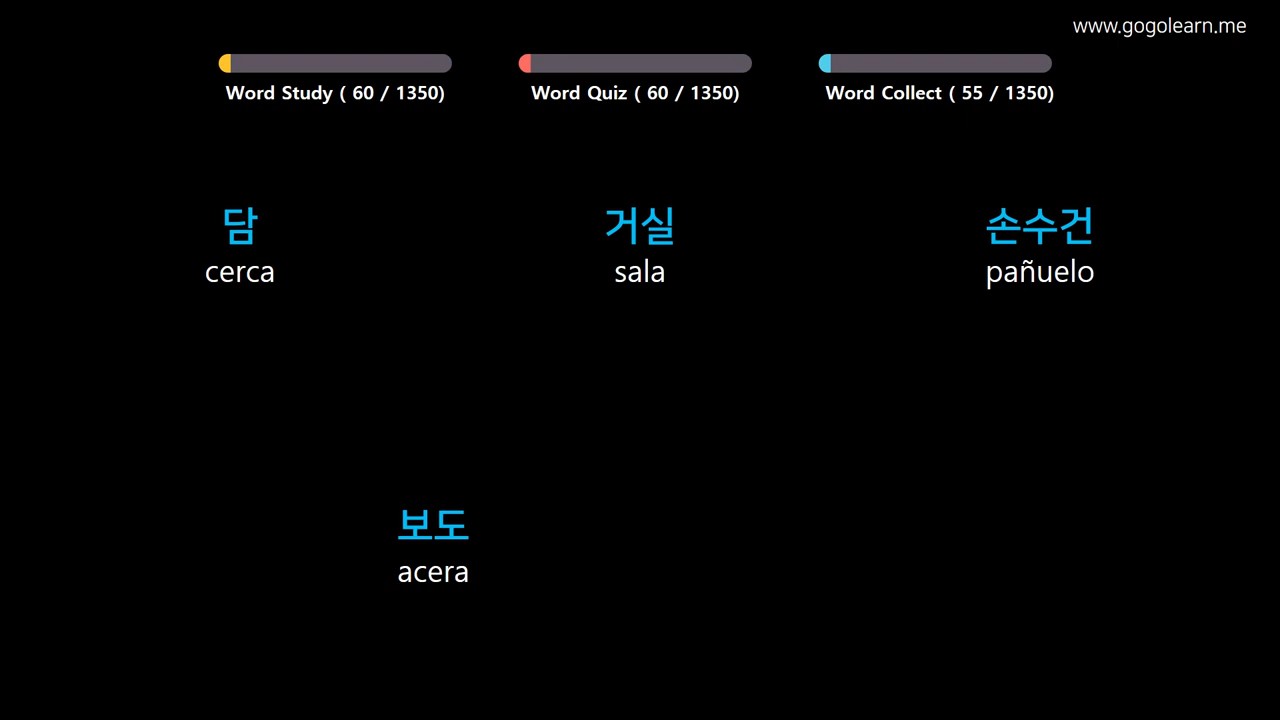 www.gogolearn.me
Word Study ( 60 / 1350)
Word Quiz ( 60 / 1350)
Word Collect ( 55 / 1350)
담
cerca
거실
sala
손수건
pañuelo
보도
acera